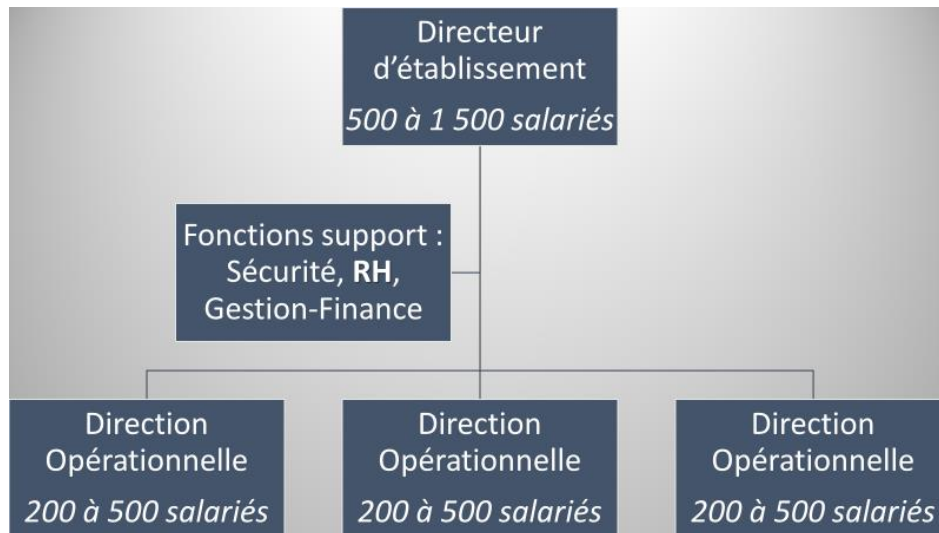 Directeur
d'établissement
500 à 1 500 salariés
Fonctions support :
Sécurité, RH,
Gestion-Finance
Direction
Opérationnelle
200 à 500 salariés
Direction
Opérationnelle
200 à 500 salariés
Direction
Opérationnelle
200 à 500 salariés